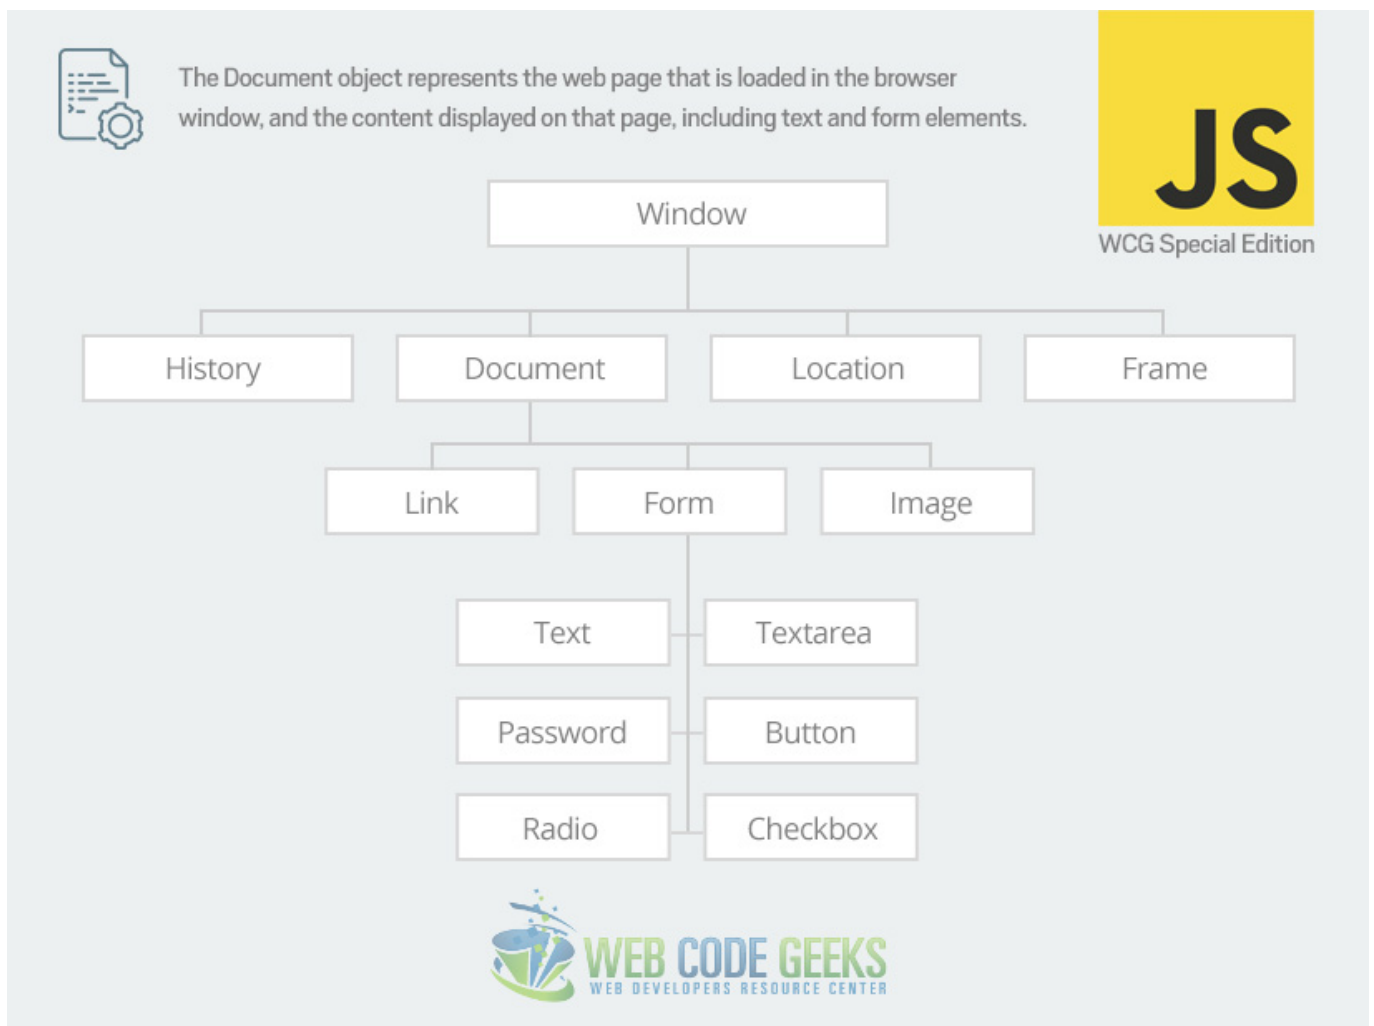 The Document object represents the web page that is loaded in the browser
window, and the content displayed on that page, including text and form elements.
JS
WCG Special Edition
Window
History
Document
Location
Frame
Link
Form
Image
Text
Textarea
Password
Button
Radio
Checkbox
WEB CODE GEEKS
WEB DEVELOPERS RESOURCE CENTER